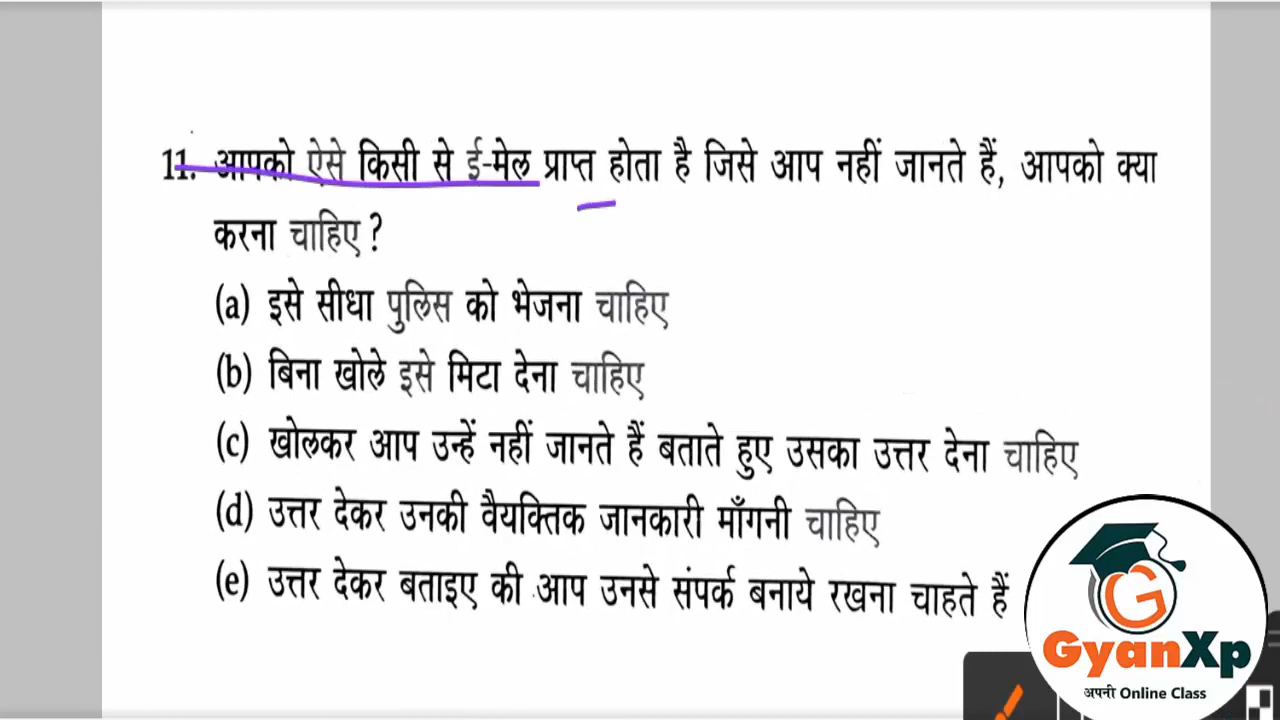 11. आपको ऐसे किसी से ई-मेल प्राप्त होता है जिसे आप नहीं जानते हैं, आपको क्या
करना चाहिए ?
(a) इसे सीधा पुलिस को भेजना चाहिए
(b) बिना खोले इसे मिटा देना चाहिए
(c) खोलकर आप उन्हें नहीं जानते हैं बताते हुए उसका उत्तर देना चाहिए
(d) उत्तर देकर उनकी वैयक्तिक जानकारी माँगनी चाहिए
(e) उत्तर देकर बताइए की आप उनसे संपर्क बनाये रखना चाहते हैं
G
GyanXp
अपनी Online Class